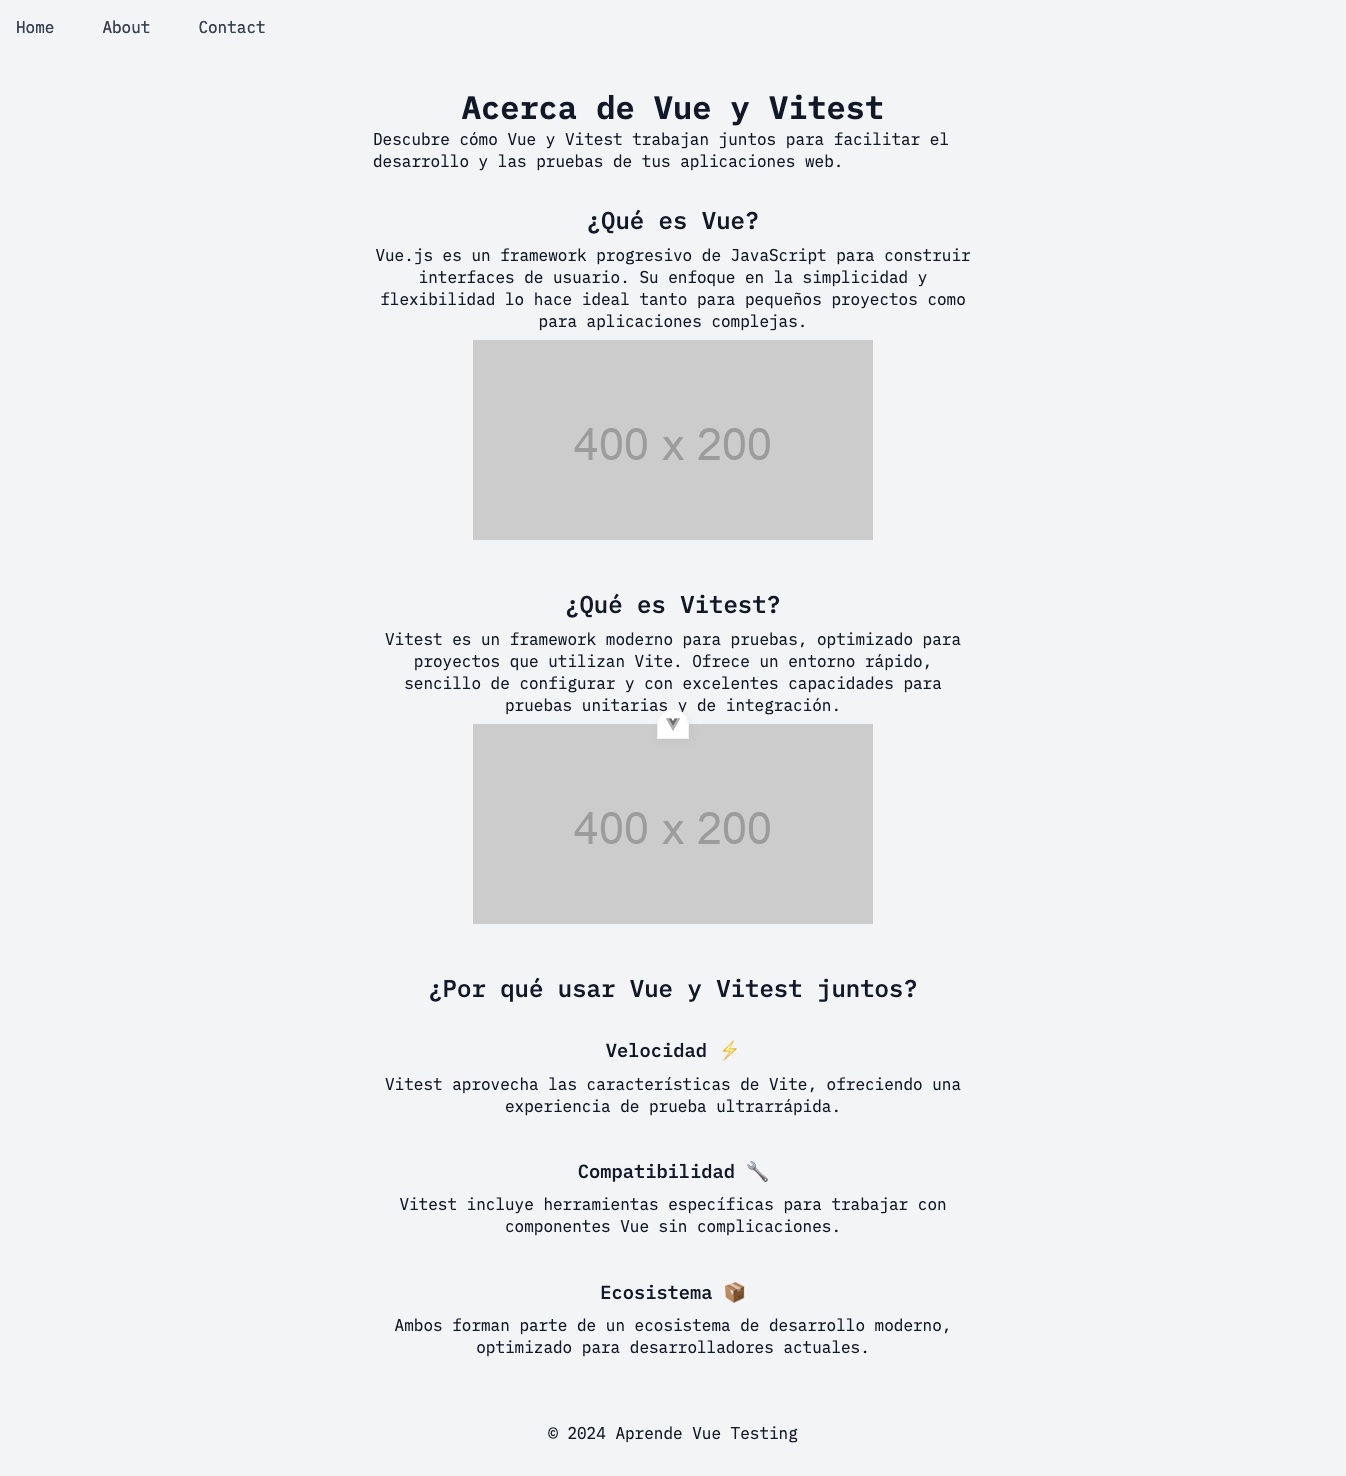 Home About Contact
Acerca de Vue y Vitest
Descubre cómo Vue y Vitest trabajan juntos para facilitar el
desarrollo y las pruebas de tus aplicaciones web.
¿Qué es Vue?
Vue.js es un framework progresivo de JavaScript para construir
interfaces de usuario. Su enfoque en la simplicidad y
flexibilidad lo hace ideal tanto para pequeños proyectos como
para aplicaciones complejas.
400 x 200
¿Qué es Vitest?
Vitest es un framework moderno para pruebas, optimizado para
proyectos que utilizan Vite. Ofrece un entorno rápido,
sencillo de configurar y con excelentes capacidades para
pruebas unitarias y de integración.
400 x 200
¿Por qué usar Vue y Vitest juntos?
Velocidad ⚡
Vitest aprovecha las características de Vite, ofreciendo una
experiencia de prueba ultrarrápida.
Compatibilidad 🔧
Vitest incluye herramientas específicas para trabajar con
componentes Vue sin complicaciones.
Ecosistema 📦
Ambos forman parte de un ecosistema de desarrollo moderno,
optimizado para desarrolladores actuales.
© 2024 Aprende Vue Testing